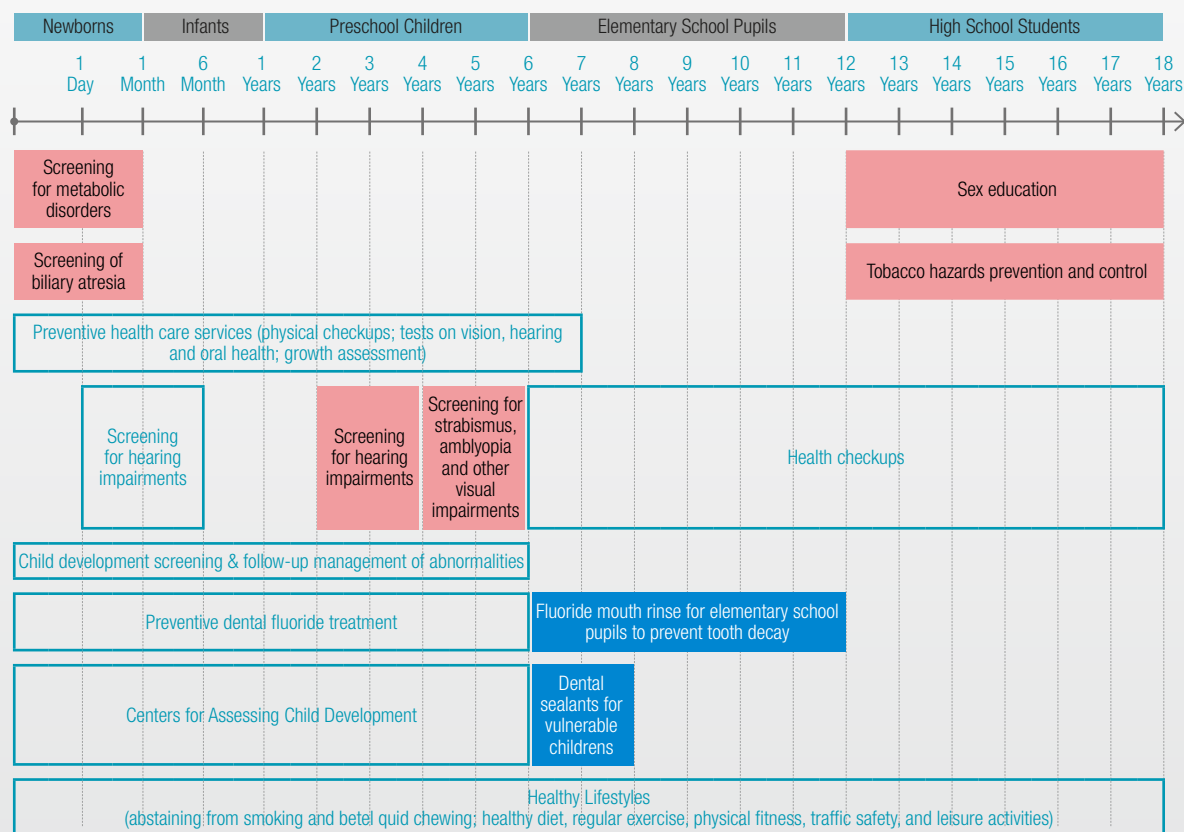 Newborns
Infants
Preschool Children
Elementary School Pupils
High School Students
1
Day
1
Month
6
Month
1
Years
2
Years
3
Years
4
Years
5
Years
6
Years
7
Years
8
Years
9
Years
10
Years
11
Years
12
Years
13
Years
14
Years
15
Years
16
Years
17
Years
18
Years
Screening
for metabolic
disorders
Sex education
Screening of
biliary atresia
Tobacco hazards prevention and control
Preventive health care services (physical checkups; tests on vision, hearing
and oral health; growth assessment)
Screening
for hearing
impairments
Screening
for hearing
impairments
Screening for
strabismus,
amblyopia
and other
visual
impairments
Health checkups
Child development screening & follow-up management of abnormalities
Preventive dental fluoride treatment
Fluoride mouth rinse for elementary school
pupils to prevent tooth decay
Centers for Assessing Child Development
Dental
sealants for
vulnerable
childrens
Healthy Lifestyles
(abstaining from smoking and betel quid chewing; healthy diet, regular exercise, physical fitness, traffic safety, and leisure activities)